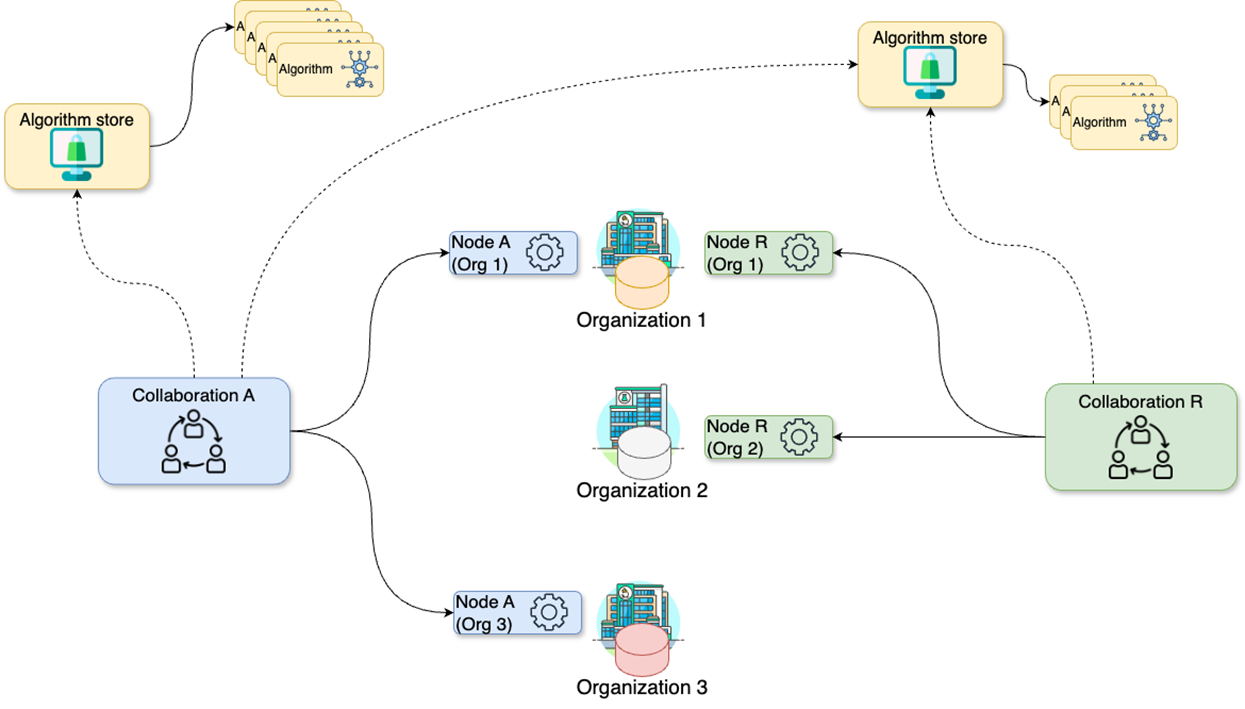 A
A
A
A
Algorithm
Algorithm store
Algorithm store
A
A
Algorithm
Node A
(Org 1)
Node R
(Org 1)
Organization 1
Collaboration A
Collaboration R
Node R
(Org 2)
Organization 2
Node A
(Org 3)
Organization 3